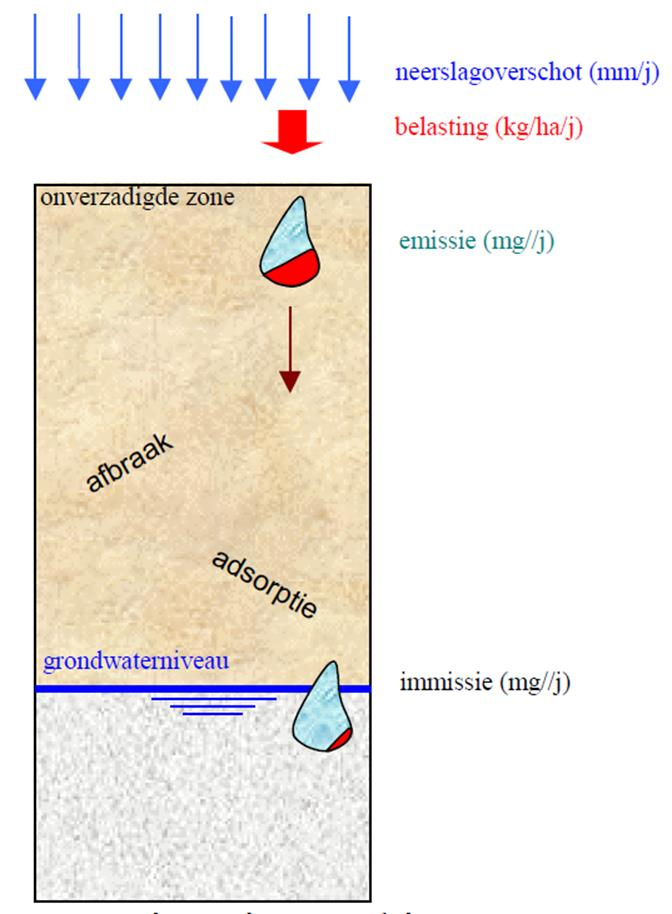 neerslagoverschot (mm/j)
belasting (kg/ha/j)
onverzadigde zone
emissie (mg//j)
afbraak
adsorptie
grondwaterniveau
immissie (mg//j)